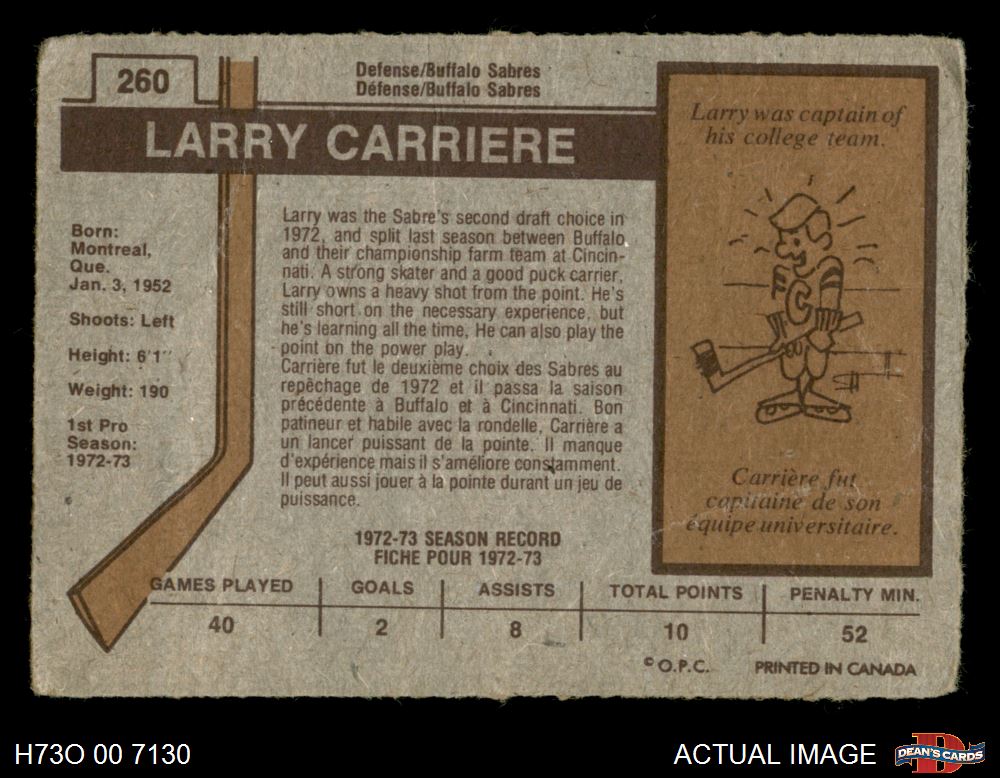 260
Defense/Buffalo Sabres
Défense/Buffalo Sabres
LARRY CARRIERE
Born:
Montreal,
Que.
Jan. 3, 1952
Shoots: Left
Height: 6'1''
Weight: 190
1st Pro
Season:
1972-73
Larry was the Sabre's second draft choice in
1972, and split last season between Buffalo
and their championship farm team at Cincin-
nati. A strong skater and a good puck carrier,
Larry owns a heavy shot from the point. He's
still short on the necessary experience, but
he's learning all the time. He can also play the
point on the power play.
Carrière fut le deuxième choix des Sabres au
repêchage de 1972 et il passa la saison
précédente à Buffalo et à Cincinnati. Bon
patineur et habile avec la rondelle, Carrière a
un lancer puissant de la pointe. Il manque
d'expérience mais il s'améliore constamment.
Il peut aussi jouer à la pointe durant un jeu de
puissance.
Larry was captain of
his college team.
C
Carrière fut
capitaine de son
équipe universitaire.
1972-73 SEASON RECORD
FICHE POUR 1972-73
GAMES PLAYED GOALS ASSISTS TOTAL POINTS PENALTY MIN.
40 2 8 10 52
© O.P.C. PRINTED IN CANADA
H73O 00 7130
ACTUAL IMAGE
D
DEAN'S CARDS